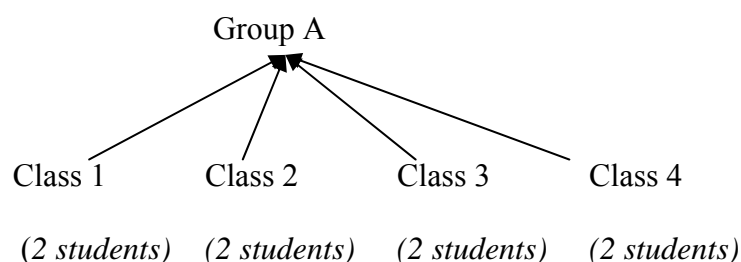 Group A
Class 1 Class 2 Class 3 Class 4
(2 students) (2 students) (2 students) (2 students)